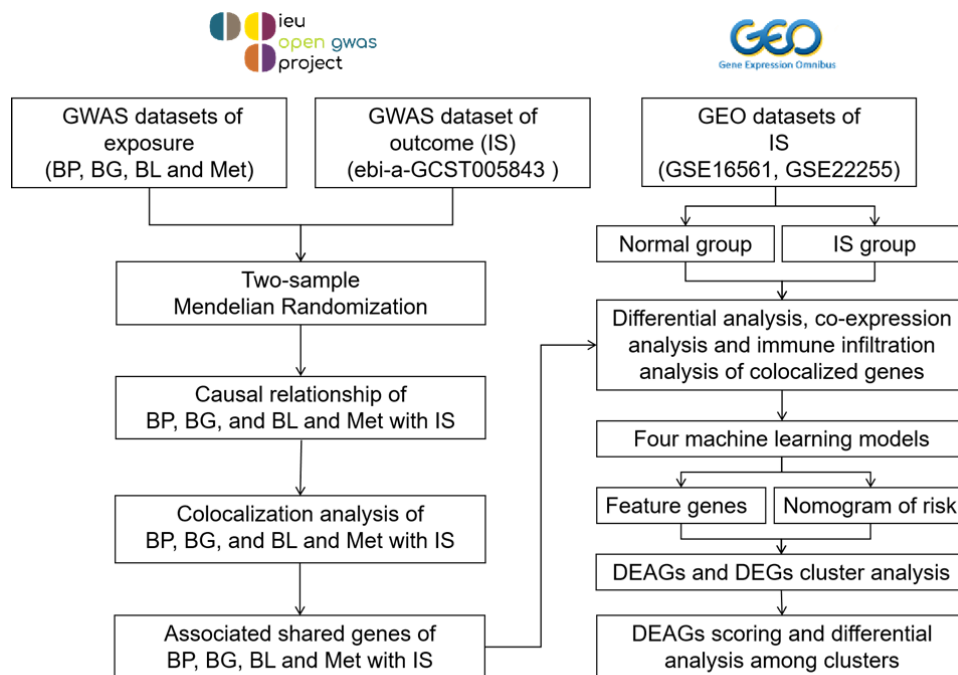 ieu
open gwas
project
GEO
Gene Expression Omnibus
GWAS datasets of
exposure
(BP, BG, BL and Met)
GWAS dataset of
outcome (IS)
(ebi-a-GCST005843 )
Two-sample
Mendelian Randomization
Causal relationship of
BP, BG, and BL and Met with IS
Colocalization analysis of
BP, BG, and BL and Met with IS
Associated shared genes of
BP, BG, BL and Met with IS
GEO datasets of
IS
(GSE16561, GSE22255)
Normal group
IS group
Differential analysis, co-expression
analysis and immune infiltration
analysis of colocalized genes
Four machine learning models
Feature genes
Nomogram of risk
DEAGs and DEGs cluster analysis
DEAGs scoring and differential
analysis among clusters